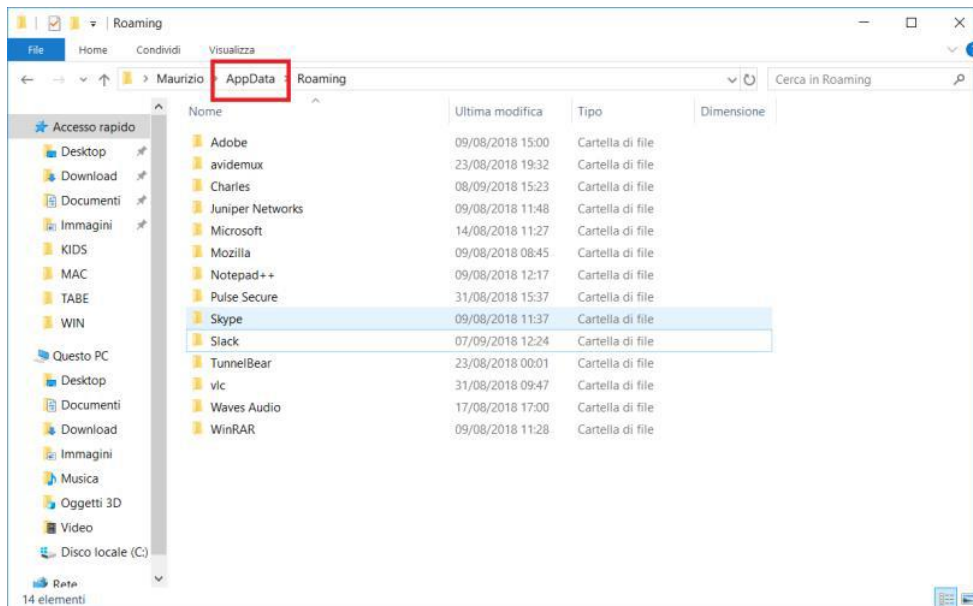 Roaming
File Home Condividi Visualizza
Maurizio AppData Roaming Cerca in Roaming
Nome Ultima modifica Tipo Dimensione
Accesso rapido
Desktop
Download
Documenti
Immagini
KIDS
MAC
TABE
WIN
Questo PC
Desktop
Documenti
Download
Immagini
Musica
Oggetti 3D
Video
Disco locale (C:)
Rete
Adobe 09/08/2018 15:00 Cartella di file
avidemux 23/08/2018 19:32 Cartella di file
Charles 08/09/2018 15:23 Cartella di file
Juniper Networks 09/08/2018 11:48 Cartella di file
Microsoft 14/08/2018 11:27 Cartella di file
Mozilla 09/08/2018 08:45 Cartella di file
Notepad++ 09/08/2018 12:17 Cartella di file
Pulse Secure 31/08/2018 15:37 Cartella di file
Skype 09/08/2018 11:37 Cartella di file
Slack 07/09/2018 12:24 Cartella di file
TunnelBear 23/08/2018 00:01 Cartella di file
vlc 31/08/2018 09:47 Cartella di file
Waves Audio 17/08/2018 17:00 Cartella di file
WinRAR 09/08/2018 11:28 Cartella di file
14 elementi